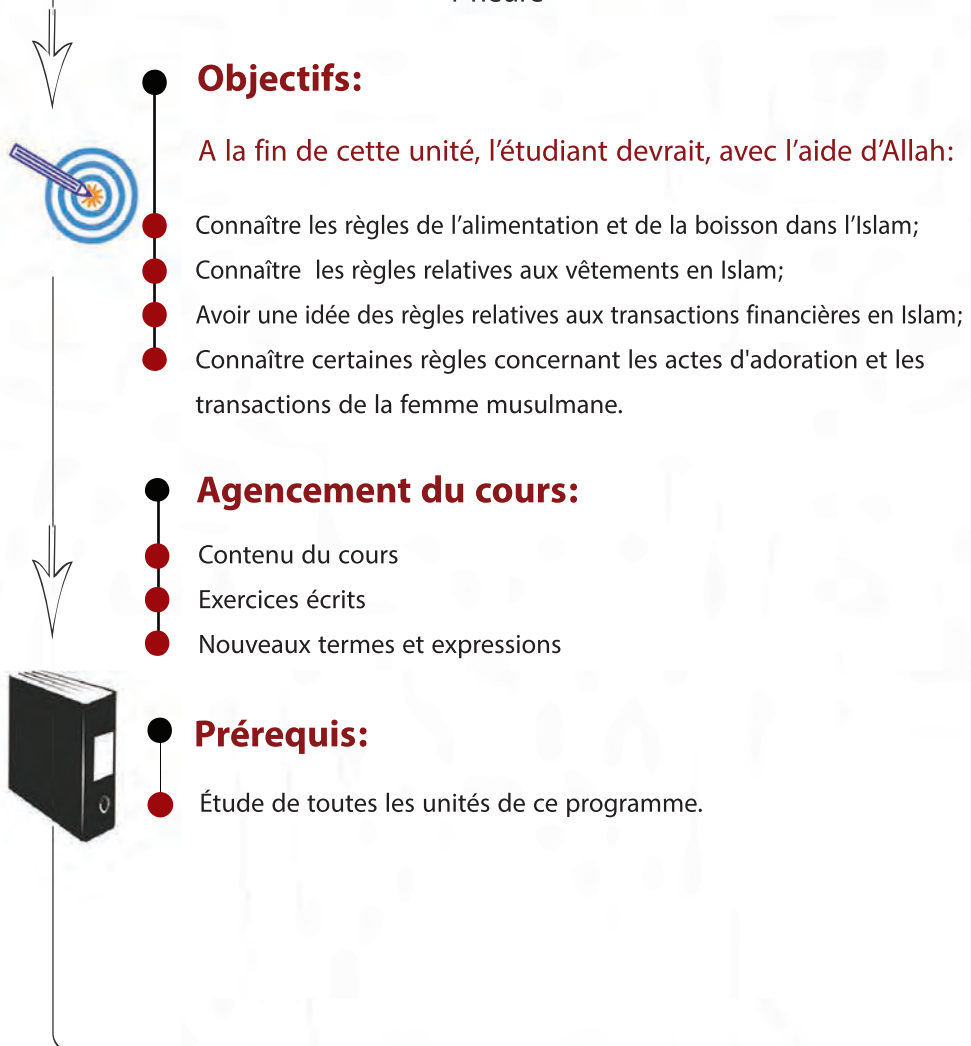 Objectifs:
A la fin de cette unité, l’étudiant devrait, avec l’aide d’Allah:
Connaître les règles de l’alimentation et de la boisson dans l’Islam;
Connaître les règles relatives aux vêtements en Islam;
Avoir une idée des règles relatives aux transactions financières en Islam;
Connaître certaines règles concernant les actes d'adoration et les
transactions de la femme musulmane.
Agencement du cours:
Contenu du cours
Exercices écrits
Nouveaux termes et expressions
Prérequis:
Étude de toutes les unités de ce programme.